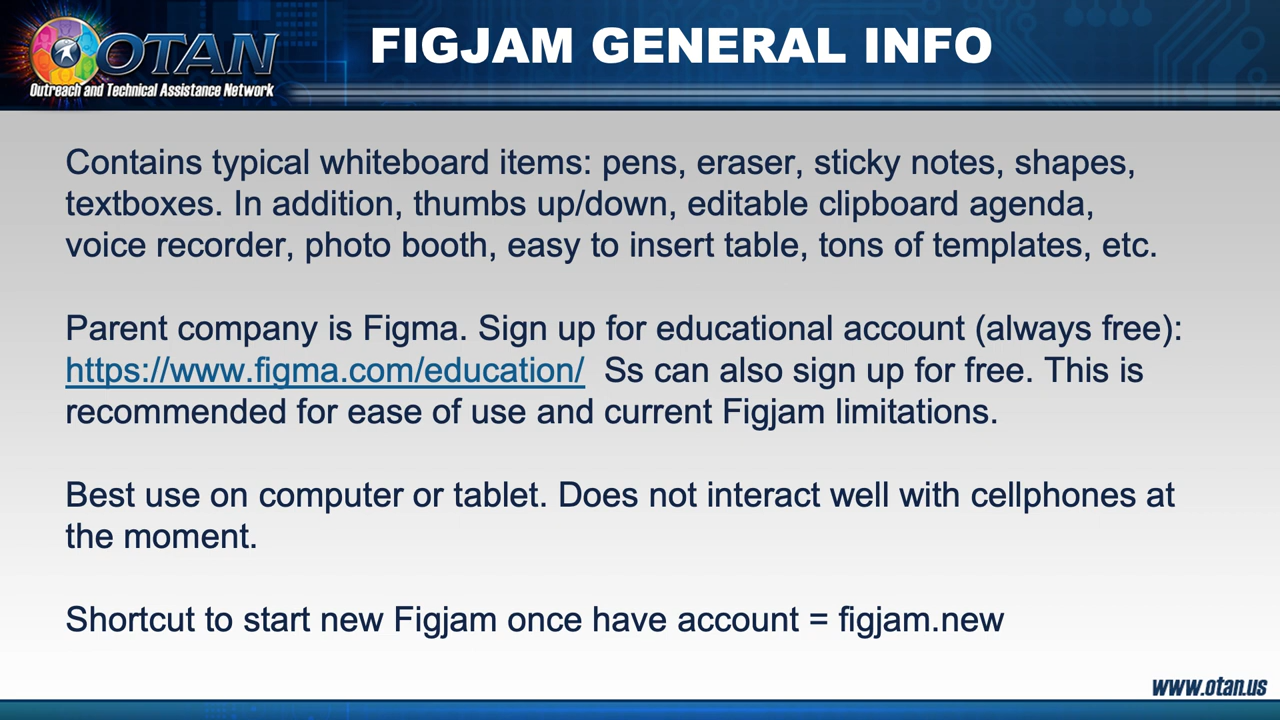 OTAN
Outreach and Technical Assistance Network
FIGJAM GENERAL INFO
Contains typical whiteboard items: pens, eraser, sticky notes, shapes,
textboxes. In addition, thumbs up/down, editable clipboard agenda,
voice recorder, photo booth, easy to insert table, tons of templates, etc.
Parent company is Figma. Sign up for educational account (always free):
https://www.figma.com/education/ Ss can also sign up for free. This is
recommended for ease of use and current Figjam limitations.
Best use on computer or tablet. Does not interact well with cellphones at
the moment.
Shortcut to start new Figjam once have account = figjam.new
www.otan.us